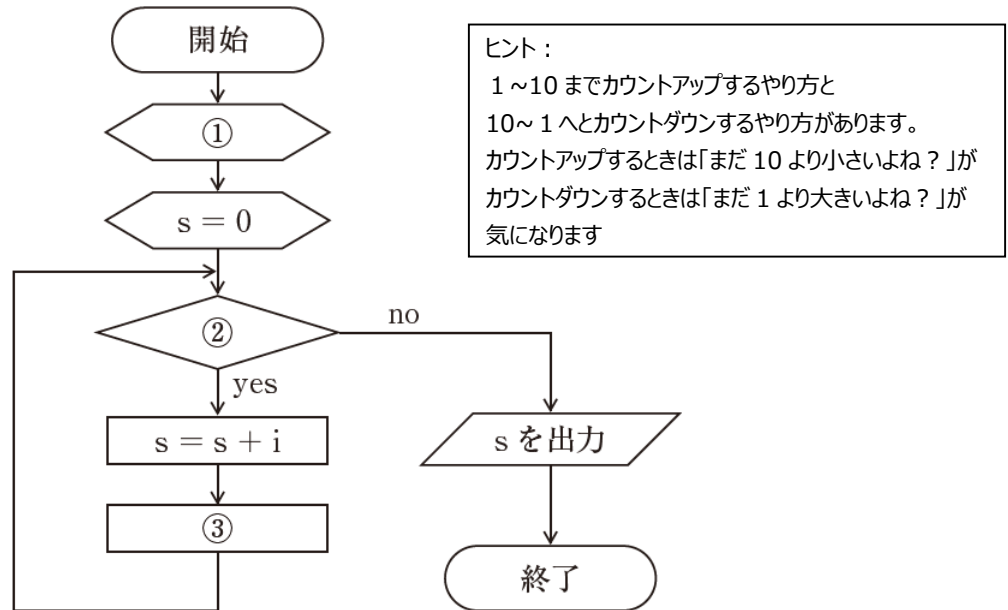 開始
①
s = 0
②
no
yes
s = s + i
③
s を出力
終了
ヒント：
1～10 までカウントアップするやり方と
10～1 へとカウントダウンするやり方があります。
カウントアップするときは「まだ 10 より小さいよね？」が
カウントダウンするときは「まだ 1 より大きいよね？」が
気になります